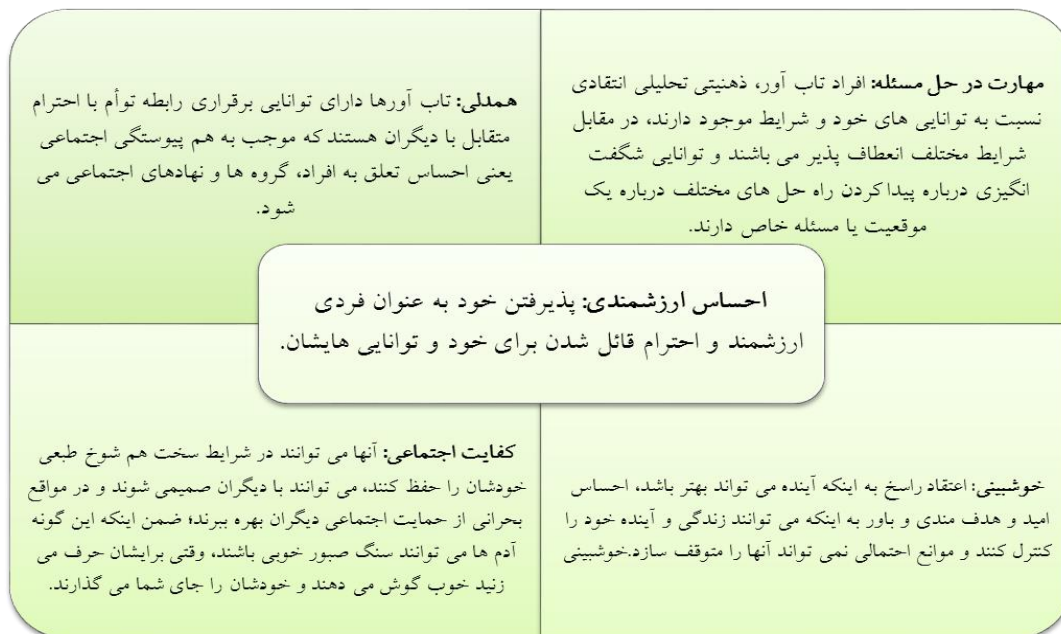 مهارت در حل مسئله: افراد تاب آور، ذهنیتی تحلیلی انتقادی
نسبت به توانایی های خود و شرایط موجود دارند، در مقابل
شرایط مختلف انعطاف پذیر می باشند و توانایی شگفت
انگیزی درباره پیدا کردن راه حل های مختلف درباره یک
موقعیت یا مسئله خاص دارند.
همدلی: تاب آورها دارای توانایی برقراری رابطه توأم با احترام
متقابل با دیگران هستند که موجب به هم پیوستگی اجتماعی
یعنی احساس تعلق به افراد، گروه ها و نهادهای اجتماعی می
شود.
احساس ارزشمندی: پذیرفتن خود به عنوان فردی
ارزشمند و احترام قائل شدن برای خود و توانایی هایشان.
خوشبینی: اعتقاد راسخ به اینکه آینده می تواند بهتر باشد، احساس
امید و هدف مندی و باور به اینکه می توانند زندگی و آینده خود را
کنترل کنند و موانع احتمالی نمی تواند آنها را متوقف سازد.خوشبینی
کفایت اجتماعی: آنها می توانند در شرایط سخت هم شوخ طبعی
خودشان را حفظ کنند، می توانند با دیگران صمیمی شوند و در مواقع
بحرانی از حمایت اجتماعی دیگران بهره ببرند؛ ضمن اینکه این گونه
آدم ها می توانند سنگ صبور خوبی باشند، وقتی برایشان حرف می
زنید خوب گوش می دهند و خودشان را جای شما می گذارند.